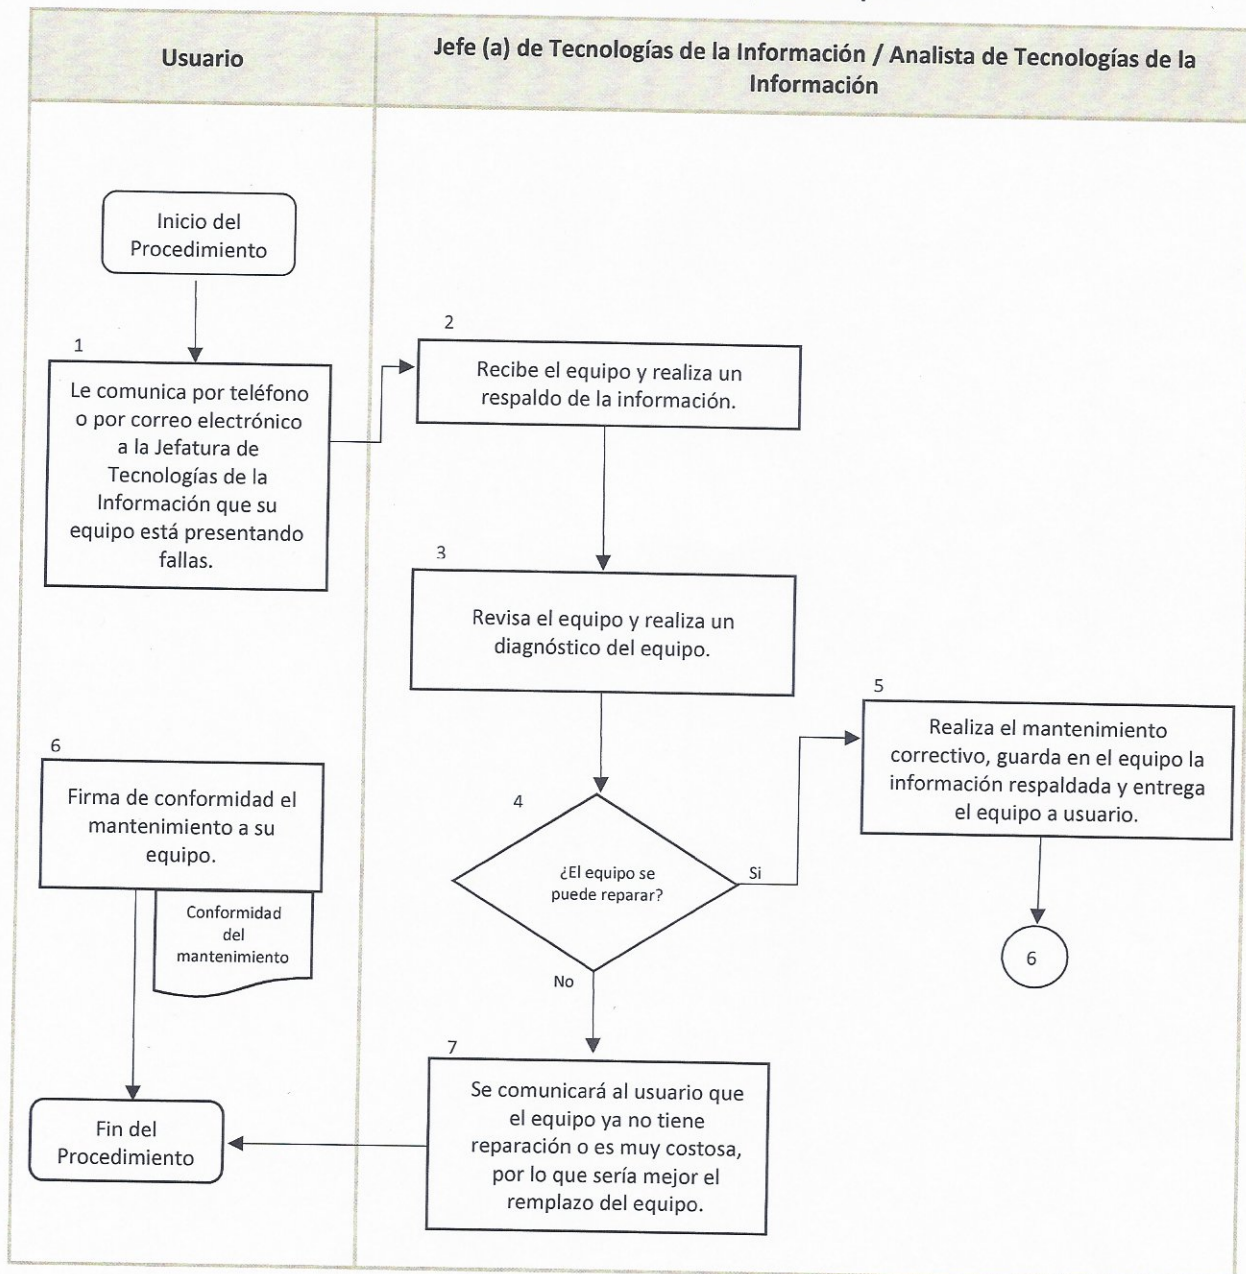 Usuario
Jefe (a) de Tecnologías de la Información / Analista de Tecnologías de la
Información
Inicio del
Procedimiento
1
Le comunica por teléfono
o por correo electrónico
a la Jefatura de
Tecnologías de la
Información que su
equipo está presentando
fallas.
2
Recibe el equipo y realiza un
respaldo de la información.
3
Revisa el equipo y realiza un
diagnóstico del equipo.
4
¿El equipo se
puede reparar?
Si
No
5
Realiza el mantenimiento
correctivo, guarda en el equipo la
información respaldada y entrega
el equipo a usuario.
6
6
Firma de conformidad el
mantenimiento a su
equipo.
Conformidad
del
mantenimiento
7
Se comunicará al usuario que
el equipo ya no tiene
reparación o es muy costosa,
por lo que sería mejor el
remplazo del equipo.
Fin del
Procedimiento